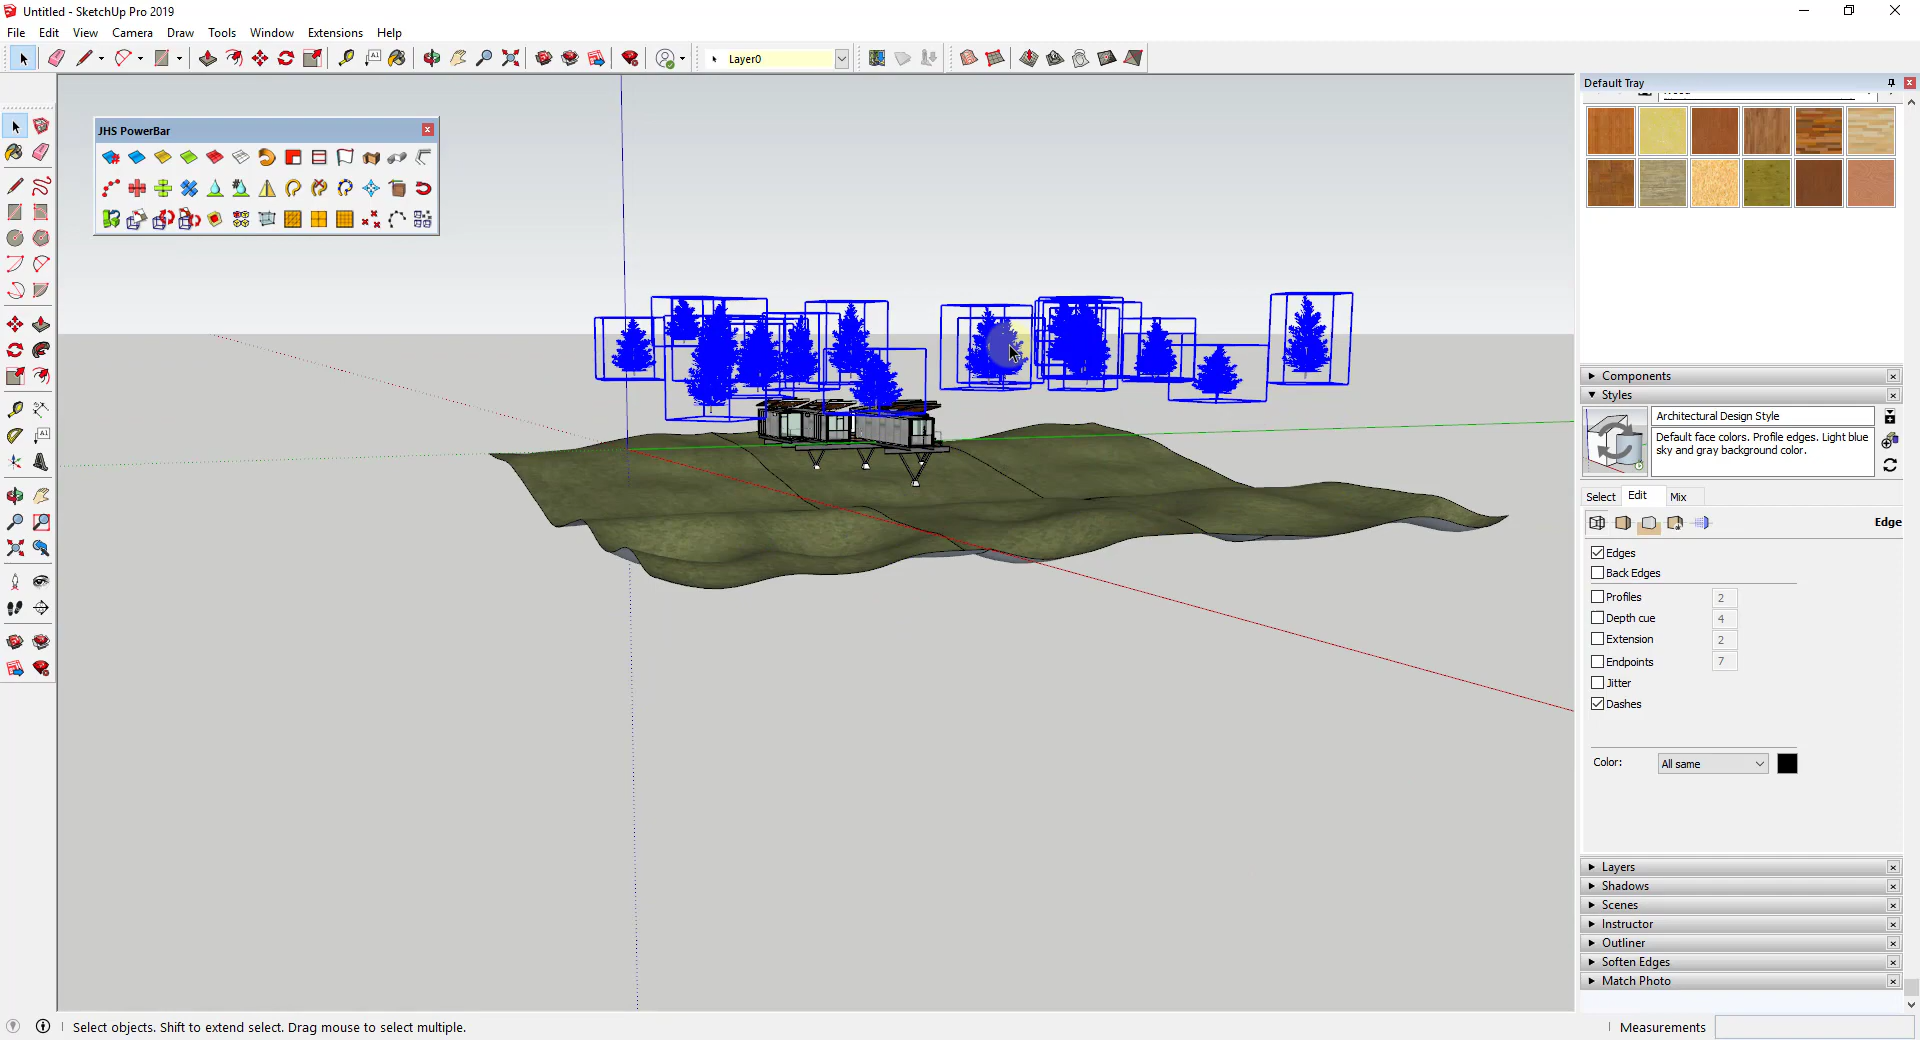 Untitled - SketchUp Pro 2019
File Edit View Camera Draw Tools Window Extensions Help
Layer0
Default Tray
JHS PowerBar
Components
Styles
Architectural Design Style
Default face colors. Profile edges. Light blue
sky and gray background color.
Select Edit Mix
Edge
Edges
Back Edges
Profiles 2
Depth cue 4
Extension 2
Endpoints 7
Jitter
Dashes
Color: All same
Layers
Shadows
Scenes
Instructor
Outliner
Soften Edges
Match Photo
Select objects. Shift to extend select. Drag mouse to select multiple.
Measurements